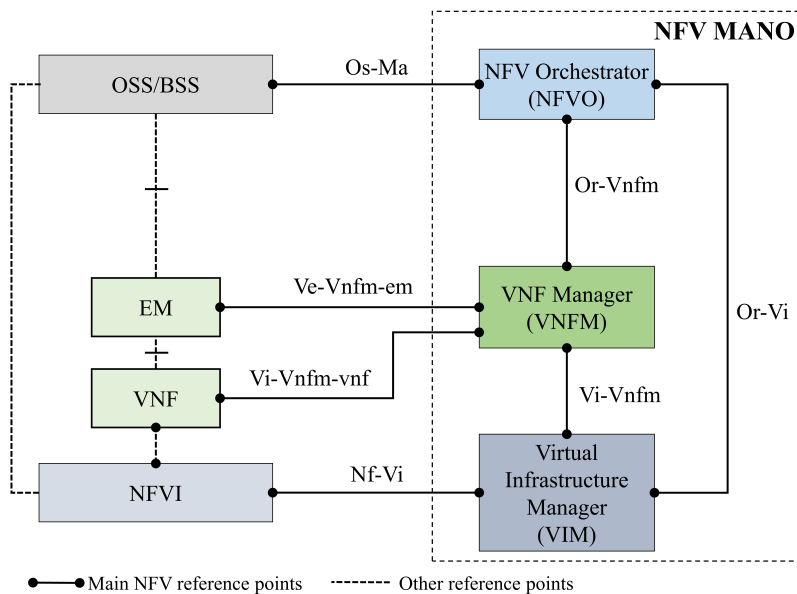 NFV MANO
OSS/BSS
Os-Ma
NFV Orchestrator
(NFVO)
Or-Vnfm
EM
Ve-Vnfm-em
VNF Manager
(VNFM)
Or-Vi
VNF
Vi-Vnfm-vnf
Vi-Vnfm
NFVI
Nf-Vi
Virtual
Infrastructure
Manager
(VIM)
Main NFV reference points
Other reference points